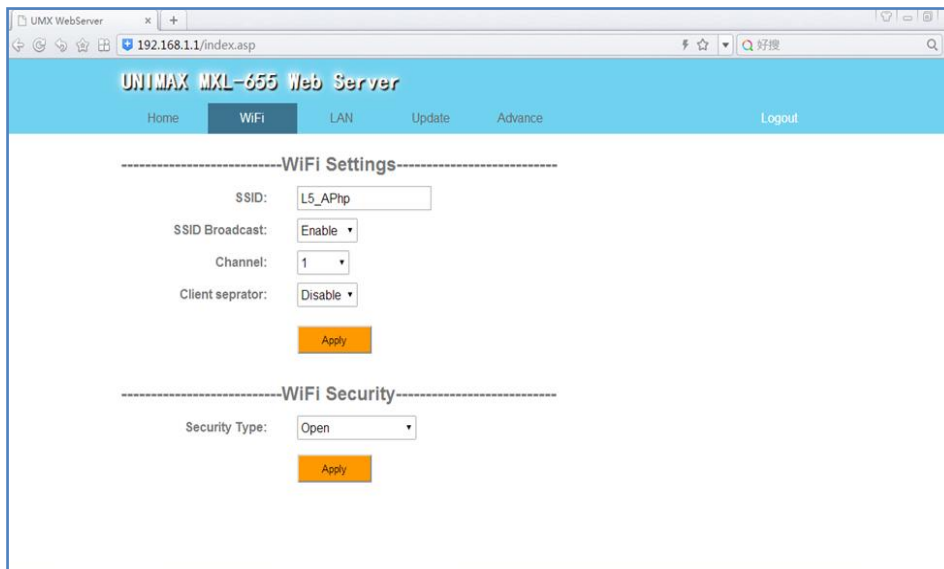 UMX WebServer
192.168.1.1/index.asp
好搜
UNIMAX MXL-655 Web Server
Home WiFi LAN Update Advance Logout
---------------------------WiFi Settings---------------------------
SSID: L5_APhp
SSID Broadcast: Enable
Channel: 1
Client seprator: Disable
Apply
---------------------------WiFi Security---------------------------
Security Type: Open
Apply